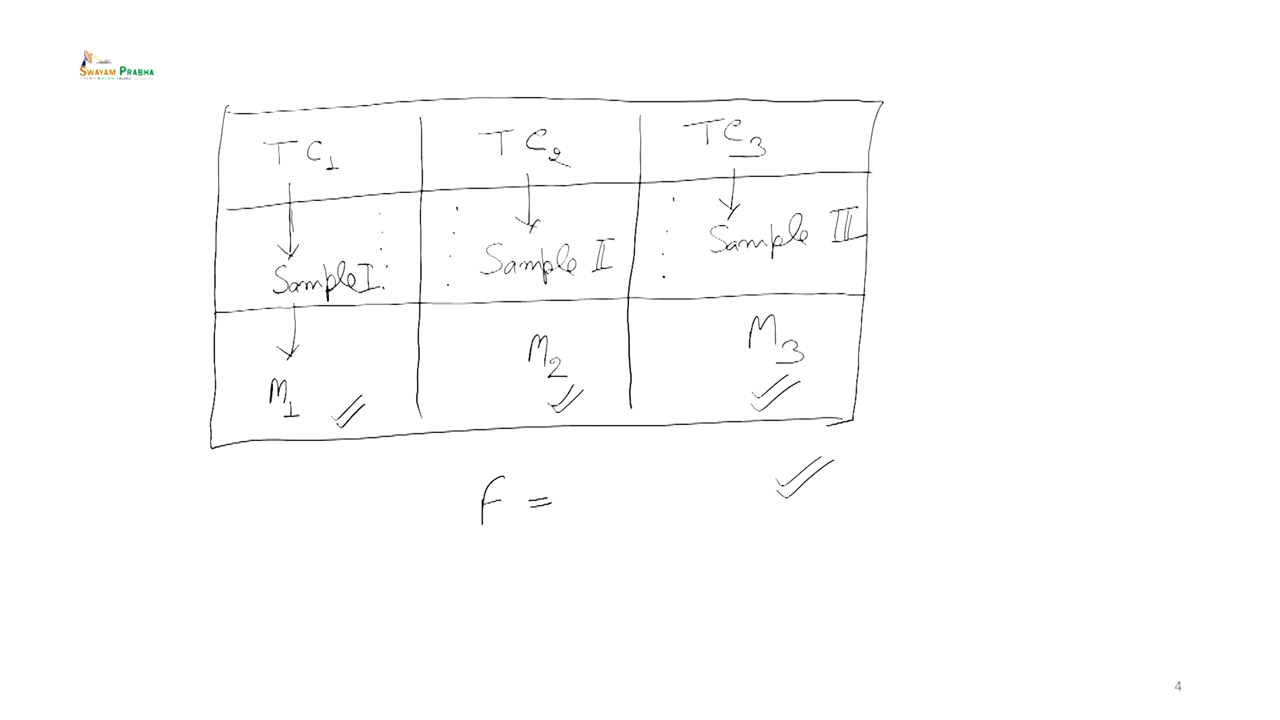 SWAYAM PRABHA
TC₁ TC₂ TC₃
Sample I Sample II Sample III
M₁ M₂ M₃
F =
4